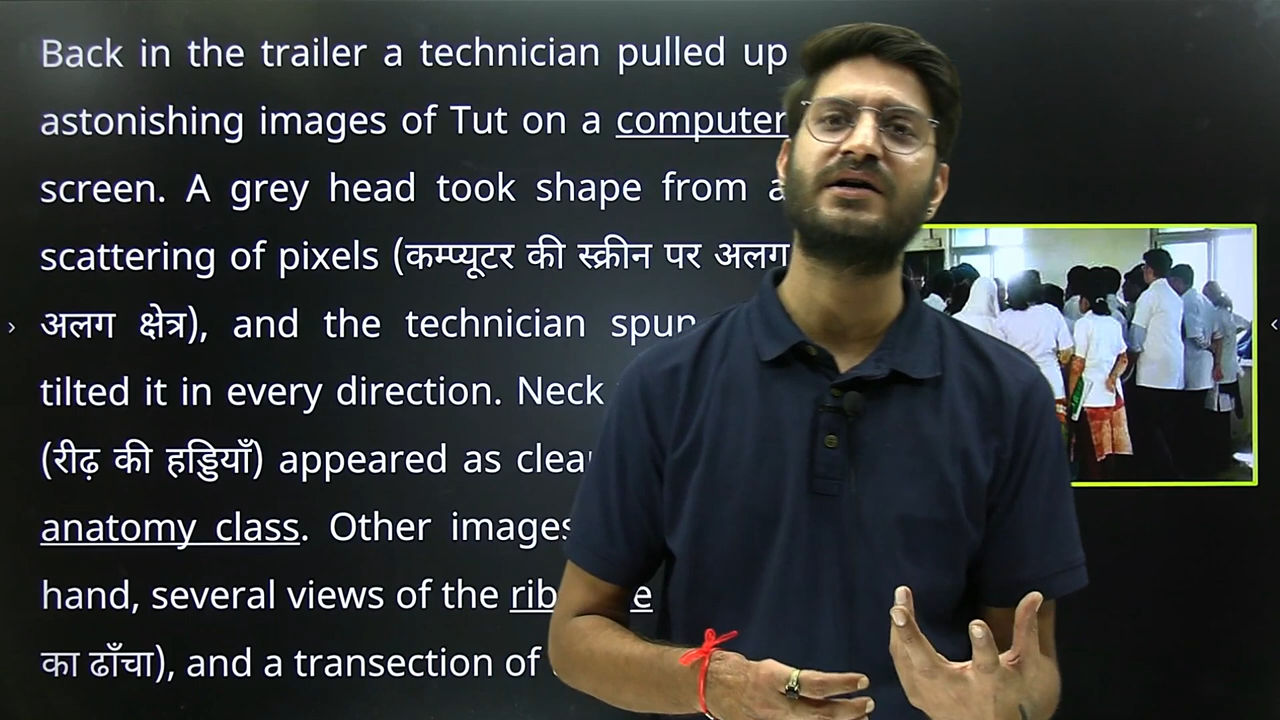 Back in the trailer a technician pulled up
astonishing images of Tut on a computer
screen. A grey head took shape from a
scattering of pixels (कम्प्यूटर की स्क्रीन पर अलग
अलग क्षेत्र), and the technician spun
tilted it in every direction. Neck
(रीढ़ की हड्डियाँ) appeared as
anatomy class. Other images
hand, several views of the
का ढाँचा), and a transection of